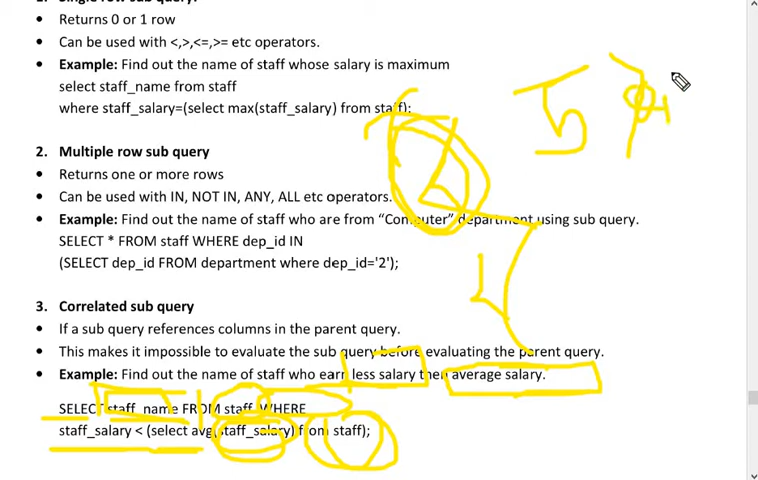 • Returns 0 or 1 row
• Can be used with <,>,<=,>= etc operators.
• Example: Find out the name of staff whose salary is maximum
select staff_name from staff
where staff_salary=(select max(staff_salary) from staff);
2. Multiple row sub query
• Returns one or more rows
• Can be used with IN, NOT IN, ANY, ALL etc operators.
• Example: Find out the name of staff who are from “Computer” department using sub query.
SELECT * FROM staff WHERE dep_id IN
(SELECT dep_id FROM department where dep_id='2');
3. Correlated sub query
• If a sub query references columns in the parent query.
• This makes it impossible to evaluate the sub query before evaluating the parent query.
• Example: Find out the name of staff who earn less salary then average salary.
SELECT staff_name FROM staff WHERE
staff_salary < (select avg(staff_salary) from staff);